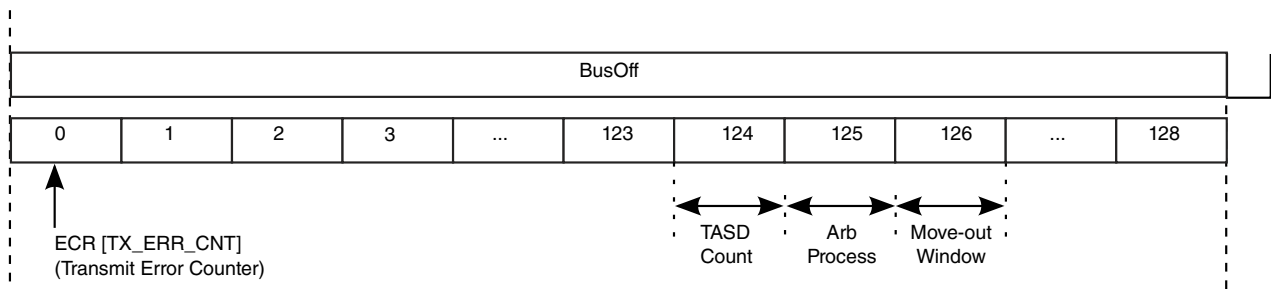 BusOff
0 1 2 3 ... 123 124 125 126 ... 128
ECR [TX_ERR_CNT]
(Transmit Error Counter)
TASD
Count
Arb
Process
Move-out
Window